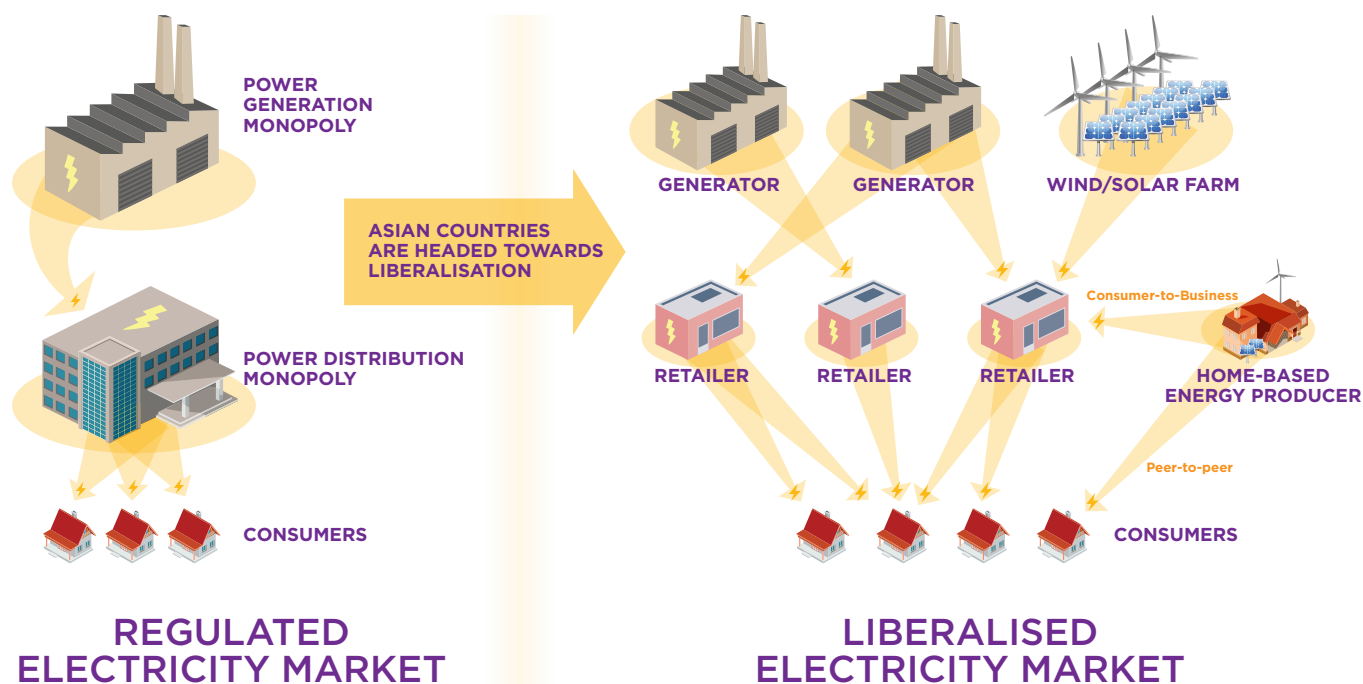 POWER
GENERATION
MONOPOLY
POWER DISTRIBUTION
MONOPOLY
CONSUMERS
REGULATED
ELECTRICITY MARKET
ASIAN COUNTRIES
ARE HEADED TOWARDS
LIBERALISATION
GENERATOR
GENERATOR
WIND/SOLAR FARM
RETAILER
RETAILER
RETAILER
Consumer-to-Business
HOME-BASED
ENERGY PRODUCER
Peer-to-peer
CONSUMERS
LIBERALISED
ELECTRICITY MARKET